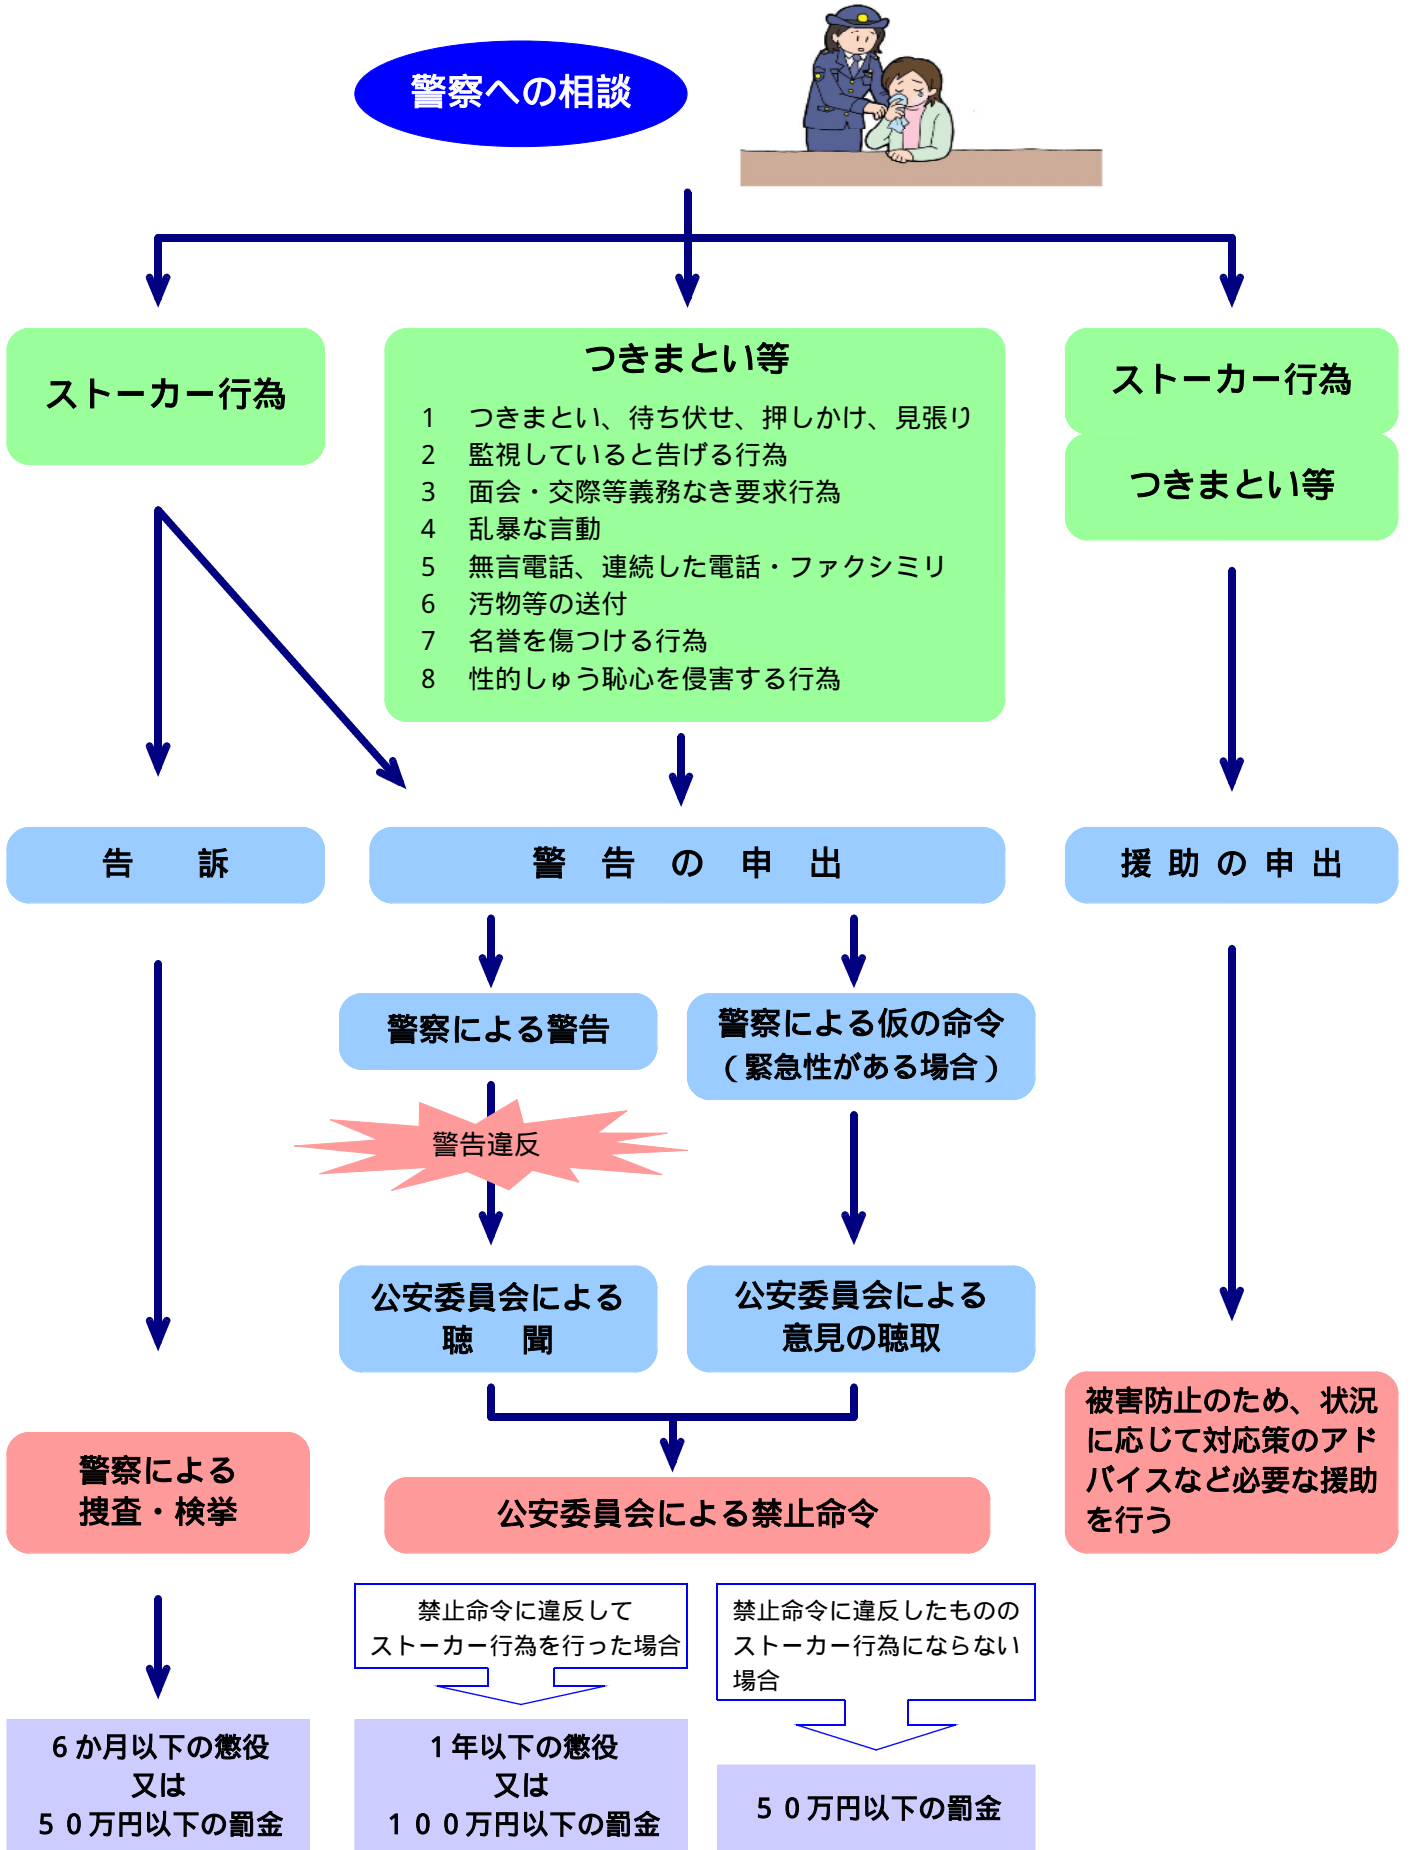 警察への相談
ストーカー行為
つきまとい等
1 つきまとい、待ち伏せ、押しかけ、見張り
2 監視していると告げる行為
3 面会・交際等義務なき要求行為
4 乱暴な言動
5 無言電話、連続した電話・ファクシミリ
6 汚物等の送付
7 名誉を傷つける行為
8 性的しゅう恥心を侵害する行為
ストーカー行為
つきまとい等
告 訴
警 告 の 申 出
援 助 の 申 出
警察による警告
警察による仮の命令
（緊急性がある場合）
警告違反
公安委員会による
聴 聞
公安委員会による
意見の聴取
警察による
捜査・検挙
公安委員会による禁止命令
被害防止のため、状況
に応じて対応策のアド
バイスなど必要な援助
を行う
禁止命令に違反して
ストーカー行為を行った場合
禁止命令に違反したものの
ストーカー行為にならない
場合
６か月以下の懲役
又は
５０万円以下の罰金
１年以下の懲役
又は
１００万円以下の罰金
５０万円以下の罰金